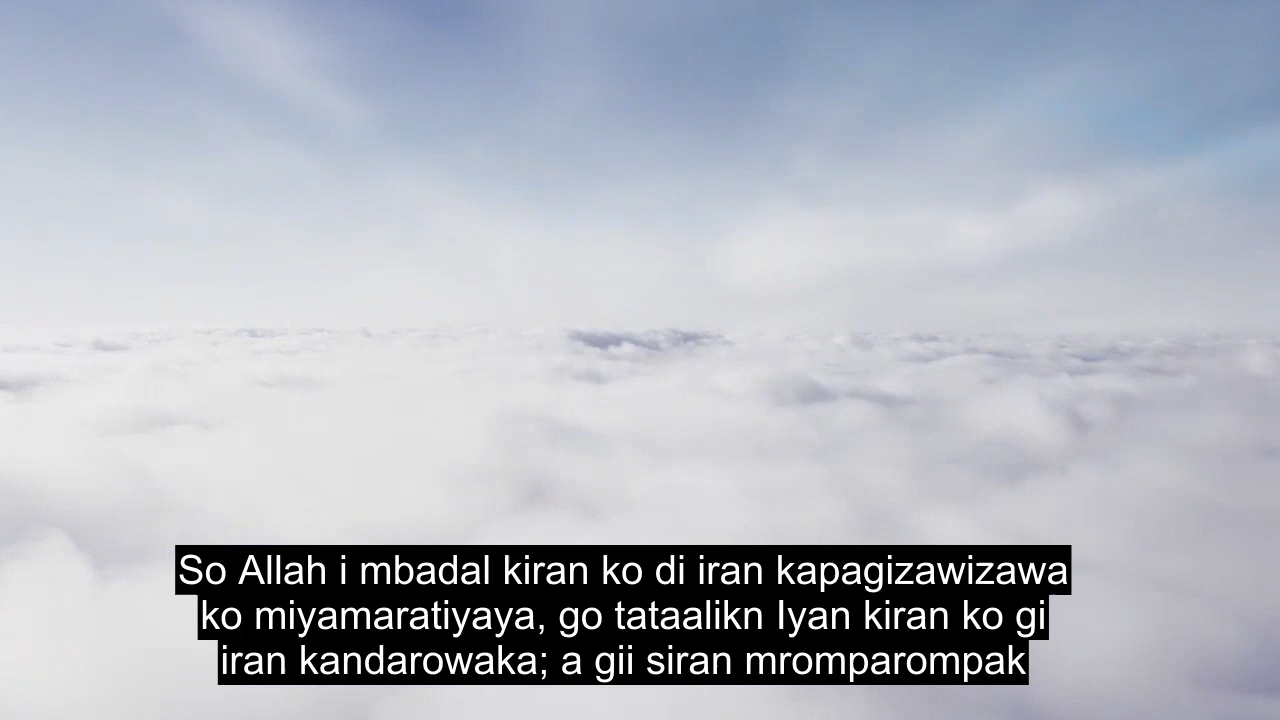 So Allah i mbadal kiran ko di iran kapagizawizawa
ko miyamaratiyaya, go tataalikn Iyan kiran ko gi
iran kandarowaka; a gii siran mromparompak